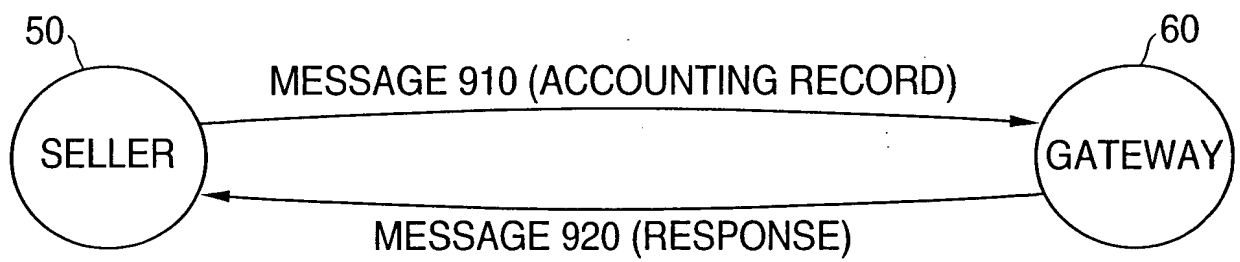 50
60
MESSAGE 910 (ACCOUNTING RECORD)
SELLER
GATEWAY
MESSAGE 920 (RESPONSE)